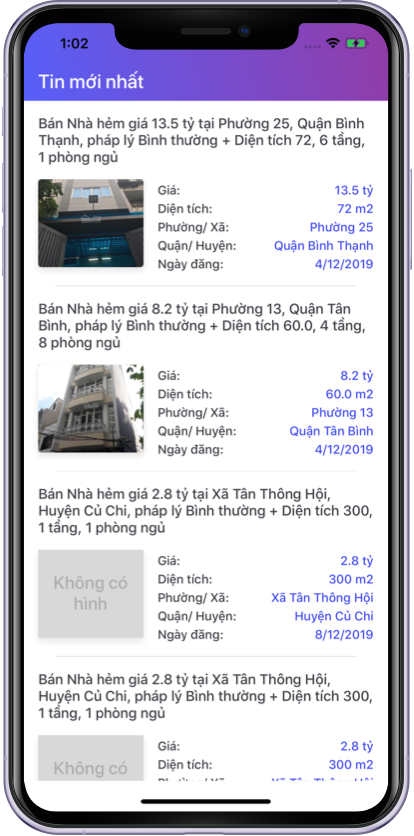 1:02
Tin mới nhất
Bán Nhà hẻm giá 13.5 tỷ tại Phường 25, Quận Bình
Thạnh, pháp lý Bình thường + Diện tích 72, 6 tầng,
1 phòng ngủ
Giá: 13.5 tỷ
Diện tích: 72 m2
Phường/ Xã: Phường 25
Quận/ Huyện: Quận Bình Thạnh
Ngày đăng: 4/12/2019
Bán Nhà hẻm giá 8.2 tỷ tại Phường 13, Quận Tân
Bình, pháp lý Bình thường + Diện tích 60.0, 4 tầng,
8 phòng ngủ
Giá: 8.2 tỷ
Diện tích: 60.0 m2
Phường/ Xã: Phường 13
Quận/ Huyện: Quận Tân Bình
Ngày đăng: 4/12/2019
Bán Nhà hẻm giá 2.8 tỷ tại Xã Tân Thông Hội,
Huyện Củ Chi, pháp lý Bình thường + Diện tích 300,
1 tầng, 1 phòng ngủ
Không có
hình
Giá: 2.8 tỷ
Diện tích: 300 m2
Phường/ Xã: Xã Tân Thông Hội
Quận/ Huyện: Huyện Củ Chi
Ngày đăng: 8/12/2019
Bán Nhà hẻm giá 2.8 tỷ tại Xã Tân Thông Hội,
Huyện Củ Chi, pháp lý Bình thường + Diện tích 300,
1 tầng, 1 phòng ngủ
Không có
Giá: 2.8 tỷ
Diện tích: 300 m2
Phường/ Xã: Xã Tân Thông Hội